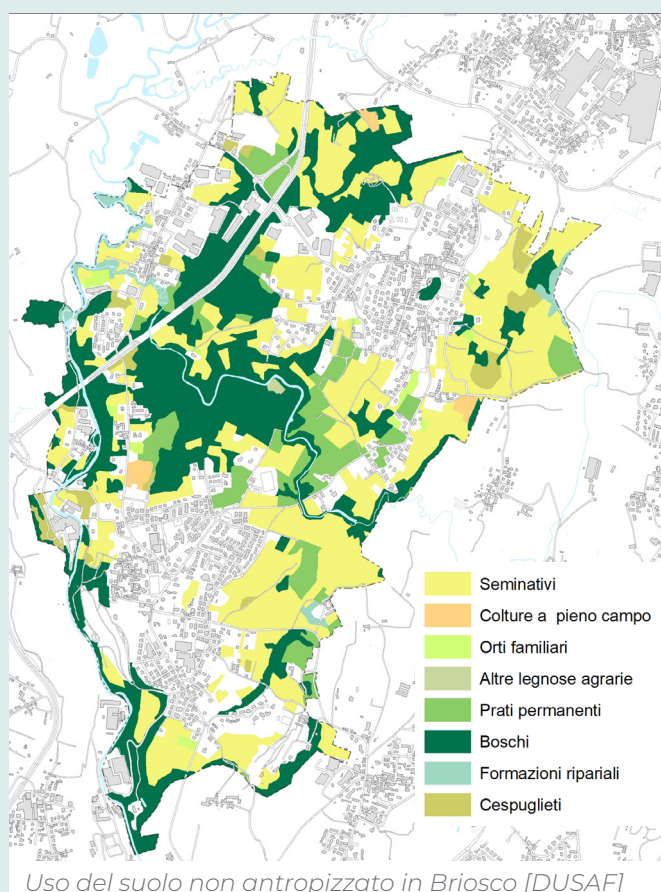 Seminativi
Colture a pieno campo
Orti familiari
Altre legnose agrarie
Prati permanenti
Boschi
Formazioni ripariali
Cespuglieti
Uso del suolo non antropizzato in Briosco [DUSAF]